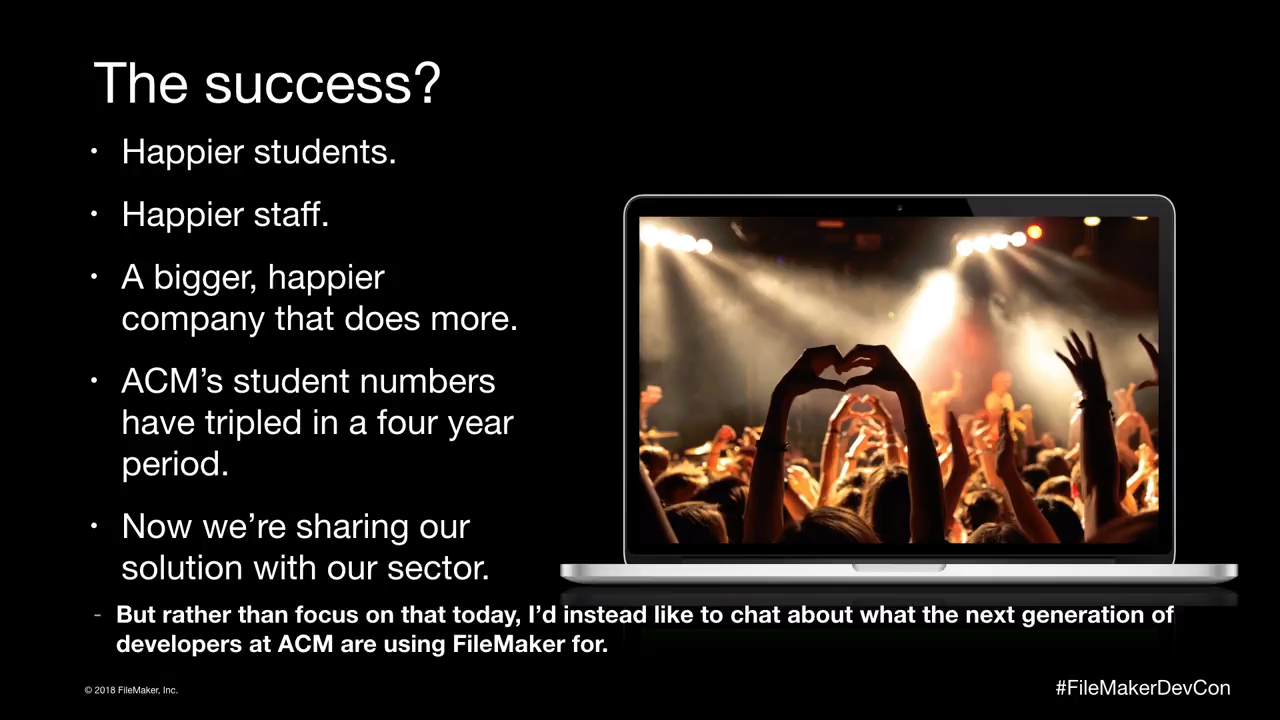 The success?
• Happier students.
• Happier staff.
• A bigger, happier
company that does more.
• ACM’s student numbers
have tripled in a four year
period.
• Now we’re sharing our
solution with our sector.
- But rather than focus on that today, I’d instead like to chat about what the next generation of
developers at ACM are using FileMaker for.
© 2018 FileMaker, Inc.
#FileMakerDevCon